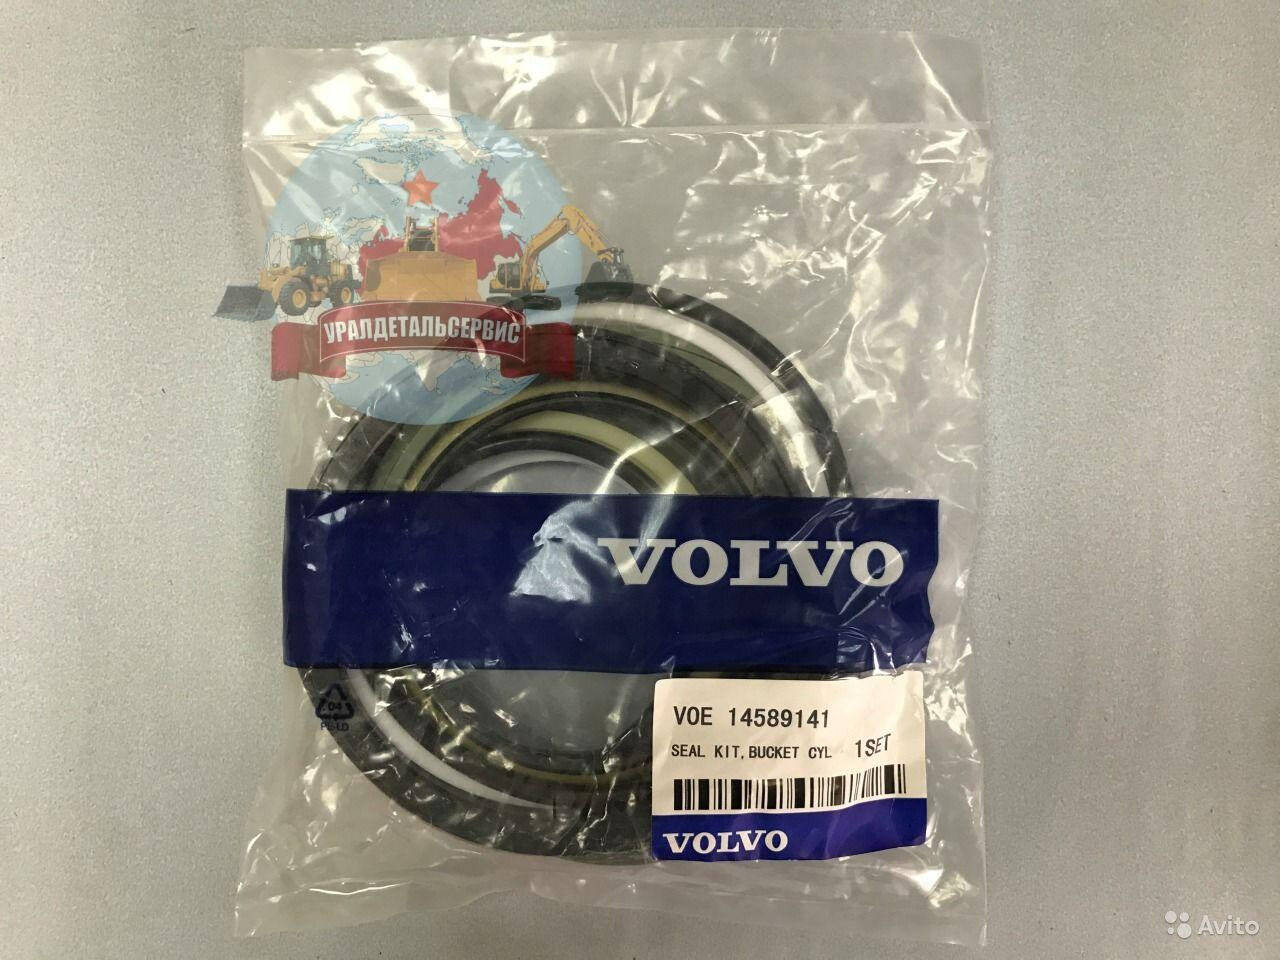 УРАЛДЕТАЛЬСЕРВИС
VOLVO
04
PE-LD
VOE 14589141
SEAL KIT, BUCKET CYL 1SET
VOLVO
Avito